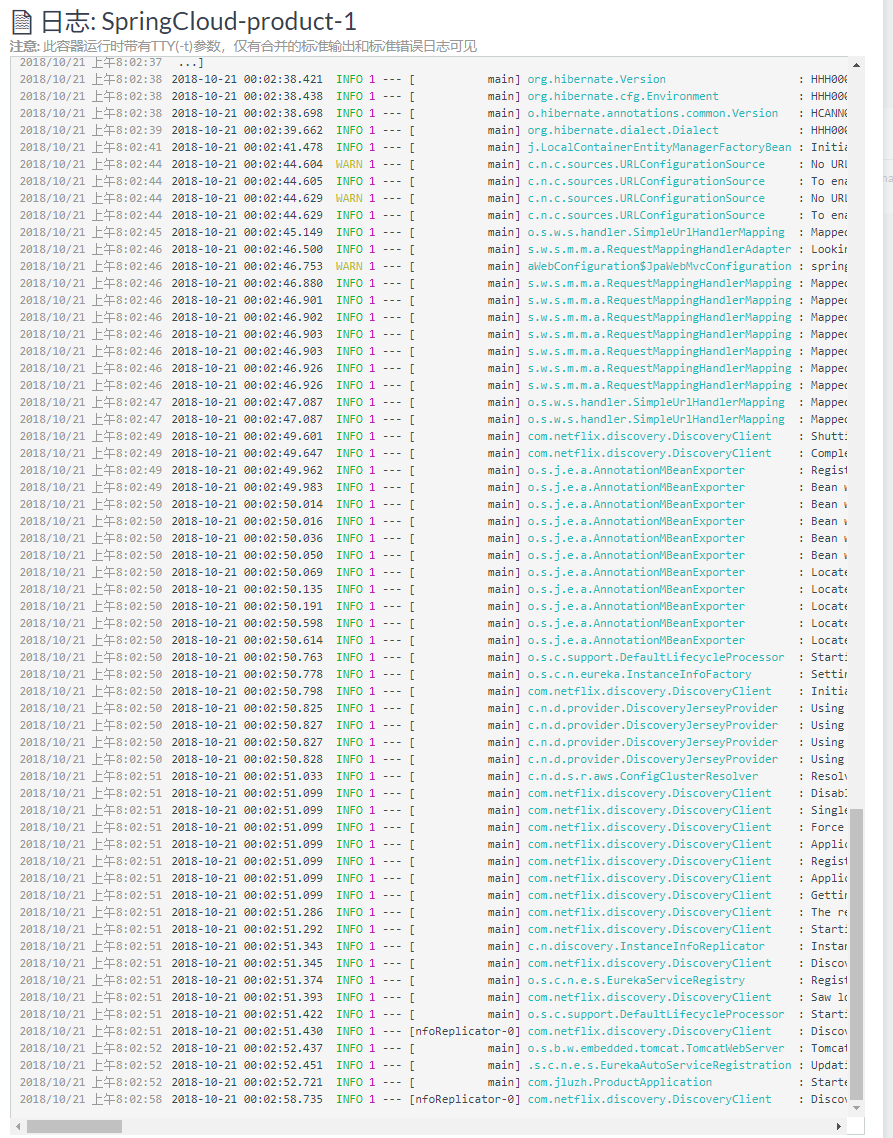 日志: SpringCloud-product-1
注意: 此容器运行时带有TTY(-t)参数，仅有合并的标准输出和标准错误日志可见
2018/10/21 上午8:02:37 ...]
2018/10/21 上午8:02:38 2018-10-21 00:02:38.421 INFO 1 --- [ main] org.hibernate.Version : HHH000
2018/10/21 上午8:02:38 2018-10-21 00:02:38.438 INFO 1 --- [ main] org.hibernate.cfg.Environment : HHH000
2018/10/21 上午8:02:38 2018-10-21 00:02:38.698 INFO 1 --- [ main] o.hibernate.annotations.common.Version : HCANN0
2018/10/21 上午8:02:39 2018-10-21 00:02:39.662 INFO 1 --- [ main] org.hibernate.dialect.Dialect : HHH000
2018/10/21 上午8:02:41 2018-10-21 00:02:41.478 INFO 1 --- [ main] j.LocalContainerEntityManagerFactoryBean : Initia
2018/10/21 上午8:02:44 2018-10-21 00:02:44.604 WARN 1 --- [ main] c.n.c.sources.URLConfigurationSource : No URL
2018/10/21 上午8:02:44 2018-10-21 00:02:44.605 INFO 1 --- [ main] c.n.c.sources.URLConfigurationSource : To ena
2018/10/21 上午8:02:44 2018-10-21 00:02:44.629 WARN 1 --- [ main] c.n.c.sources.URLConfigurationSource : No URL
2018/10/21 上午8:02:44 2018-10-21 00:02:44.629 INFO 1 --- [ main] c.n.c.sources.URLConfigurationSource : To ena
2018/10/21 上午8:02:45 2018-10-21 00:02:45.149 INFO 1 --- [ main] o.s.w.s.handler.SimpleUrlHandlerMapping : Mapped
2018/10/21 上午8:02:46 2018-10-21 00:02:46.500 INFO 1 --- [ main] s.w.s.m.m.a.RequestMappingHandlerAdapter : Lookin
2018/10/21 上午8:02:46 2018-10-21 00:02:46.753 WARN 1 --- [ main] aWebConfiguration$JpaWebMvcConfiguration : spring
2018/10/21 上午8:02:46 2018-10-21 00:02:46.880 INFO 1 --- [ main] s.w.s.m.m.a.RequestMappingHandlerMapping : Mapped
2018/10/21 上午8:02:46 2018-10-21 00:02:46.901 INFO 1 --- [ main] s.w.s.m.m.a.RequestMappingHandlerMapping : Mapped
2018/10/21 上午8:02:46 2018-10-21 00:02:46.902 INFO 1 --- [ main] s.w.s.m.m.a.RequestMappingHandlerMapping : Mapped
2018/10/21 上午8:02:46 2018-10-21 00:02:46.903 INFO 1 --- [ main] s.w.s.m.m.a.RequestMappingHandlerMapping : Mapped
2018/10/21 上午8:02:46 2018-10-21 00:02:46.903 INFO 1 --- [ main] s.w.s.m.m.a.RequestMappingHandlerMapping : Mapped
2018/10/21 上午8:02:46 2018-10-21 00:02:46.926 INFO 1 --- [ main] s.w.s.m.m.a.RequestMappingHandlerMapping : Mapped
2018/10/21 上午8:02:46 2018-10-21 00:02:46.926 INFO 1 --- [ main] s.w.s.m.m.a.RequestMappingHandlerMapping : Mapped
2018/10/21 上午8:02:47 2018-10-21 00:02:47.087 INFO 1 --- [ main] o.s.w.s.handler.SimpleUrlHandlerMapping : Mapped
2018/10/21 上午8:02:47 2018-10-21 00:02:47.087 INFO 1 --- [ main] o.s.w.s.handler.SimpleUrlHandlerMapping : Mapped
2018/10/21 上午8:02:49 2018-10-21 00:02:49.601 INFO 1 --- [ main] com.netflix.discovery.DiscoveryClient : Shutti
2018/10/21 上午8:02:49 2018-10-21 00:02:49.647 INFO 1 --- [ main] com.netflix.discovery.DiscoveryClient : Comple
2018/10/21 上午8:02:49 2018-10-21 00:02:49.962 INFO 1 --- [ main] o.s.j.e.a.AnnotationMBeanExporter : Regist
2018/10/21 上午8:02:49 2018-10-21 00:02:49.983 INFO 1 --- [ main] o.s.j.e.a.AnnotationMBeanExporter : Bean w
2018/10/21 上午8:02:50 2018-10-21 00:02:50.014 INFO 1 --- [ main] o.s.j.e.a.AnnotationMBeanExporter : Bean w
2018/10/21 上午8:02:50 2018-10-21 00:02:50.016 INFO 1 --- [ main] o.s.j.e.a.AnnotationMBeanExporter : Bean w
2018/10/21 上午8:02:50 2018-10-21 00:02:50.036 INFO 1 --- [ main] o.s.j.e.a.AnnotationMBeanExporter : Bean w
2018/10/21 上午8:02:50 2018-10-21 00:02:50.050 INFO 1 --- [ main] o.s.j.e.a.AnnotationMBeanExporter : Bean w
2018/10/21 上午8:02:50 2018-10-21 00:02:50.069 INFO 1 --- [ main] o.s.j.e.a.AnnotationMBeanExporter : Locate
2018/10/21 上午8:02:50 2018-10-21 00:02:50.135 INFO 1 --- [ main] o.s.j.e.a.AnnotationMBeanExporter : Locate
2018/10/21 上午8:02:50 2018-10-21 00:02:50.191 INFO 1 --- [ main] o.s.j.e.a.AnnotationMBeanExporter : Locate
2018/10/21 上午8:02:50 2018-10-21 00:02:50.598 INFO 1 --- [ main] o.s.j.e.a.AnnotationMBeanExporter : Locate
2018/10/21 上午8:02:50 2018-10-21 00:02:50.614 INFO 1 --- [ main] o.s.j.e.a.AnnotationMBeanExporter : Locate
2018/10/21 上午8:02:50 2018-10-21 00:02:50.763 INFO 1 --- [ main] o.s.c.support.DefaultLifecycleProcessor : Starti
2018/10/21 上午8:02:50 2018-10-21 00:02:50.778 INFO 1 --- [ main] o.s.c.n.eureka.InstanceInfoFactory : Settin
2018/10/21 上午8:02:50 2018-10-21 00:02:50.798 INFO 1 --- [ main] com.netflix.discovery.DiscoveryClient : Initia
2018/10/21 上午8:02:50 2018-10-21 00:02:50.825 INFO 1 --- [ main] c.n.d.provider.DiscoveryJerseyProvider : Using
2018/10/21 上午8:02:50 2018-10-21 00:02:50.827 INFO 1 --- [ main] c.n.d.provider.DiscoveryJerseyProvider : Using
2018/10/21 上午8:02:50 2018-10-21 00:02:50.827 INFO 1 --- [ main] c.n.d.provider.DiscoveryJerseyProvider : Using
2018/10/21 上午8:02:50 2018-10-21 00:02:50.828 INFO 1 --- [ main] c.n.d.provider.DiscoveryJerseyProvider : Using
2018/10/21 上午8:02:51 2018-10-21 00:02:51.033 INFO 1 --- [ main] c.n.d.s.r.aws.ConfigClusterResolver : Resolv
2018/10/21 上午8:02:51 2018-10-21 00:02:51.099 INFO 1 --- [ main] com.netflix.discovery.DiscoveryClient : Disabl
2018/10/21 上午8:02:51 2018-10-21 00:02:51.099 INFO 1 --- [ main] com.netflix.discovery.DiscoveryClient : Single
2018/10/21 上午8:02:51 2018-10-21 00:02:51.099 INFO 1 --- [ main] com.netflix.discovery.DiscoveryClient : Force
2018/10/21 上午8:02:51 2018-10-21 00:02:51.099 INFO 1 --- [ main] com.netflix.discovery.DiscoveryClient : Applic
2018/10/21 上午8:02:51 2018-10-21 00:02:51.099 INFO 1 --- [ main] com.netflix.discovery.DiscoveryClient : Regist
2018/10/21 上午8:02:51 2018-10-21 00:02:51.099 INFO 1 --- [ main] com.netflix.discovery.DiscoveryClient : Applic
2018/10/21 上午8:02:51 2018-10-21 00:02:51.099 INFO 1 --- [ main] com.netflix.discovery.DiscoveryClient : Gettin
2018/10/21 上午8:02:51 2018-10-21 00:02:51.286 INFO 1 --- [ main] com.netflix.discovery.DiscoveryClient : The re
2018/10/21 上午8:02:51 2018-10-21 00:02:51.292 INFO 1 --- [ main] com.netflix.discovery.DiscoveryClient : Starti
2018/10/21 上午8:02:51 2018-10-21 00:02:51.343 INFO 1 --- [ main] c.n.discovery.InstanceInfoReplicator : Instan
2018/10/21 上午8:02:51 2018-10-21 00:02:51.345 INFO 1 --- [ main] com.netflix.discovery.DiscoveryClient : Discov
2018/10/21 上午8:02:51 2018-10-21 00:02:51.374 INFO 1 --- [ main] o.s.c.n.e.s.EurekaServiceRegistry : Regist
2018/10/21 上午8:02:51 2018-10-21 00:02:51.393 INFO 1 --- [ main] com.netflix.discovery.DiscoveryClient : Saw lo
2018/10/21 上午8:02:51 2018-10-21 00:02:51.422 INFO 1 --- [ main] o.s.c.support.DefaultLifecycleProcessor : Starti
2018/10/21 上午8:02:51 2018-10-21 00:02:51.430 INFO 1 --- [nfoReplicator-0] com.netflix.discovery.DiscoveryClient : Discov
2018/10/21 上午8:02:52 2018-10-21 00:02:52.437 INFO 1 --- [ main] o.s.b.w.embedded.tomcat.TomcatWebServer : Tomcat
2018/10/21 上午8:02:52 2018-10-21 00:02:52.451 INFO 1 --- [ main] .s.c.n.e.s.EurekaAutoServiceRegistration : Updati
2018/10/21 上午8:02:52 2018-10-21 00:02:52.721 INFO 1 --- [ main] com.jluzh.ProductApplication : Starte
2018/10/21 上午8:02:58 2018-10-21 00:02:58.735 INFO 1 --- [nfoReplicator-0] com.netflix.discovery.DiscoveryClient : Discov